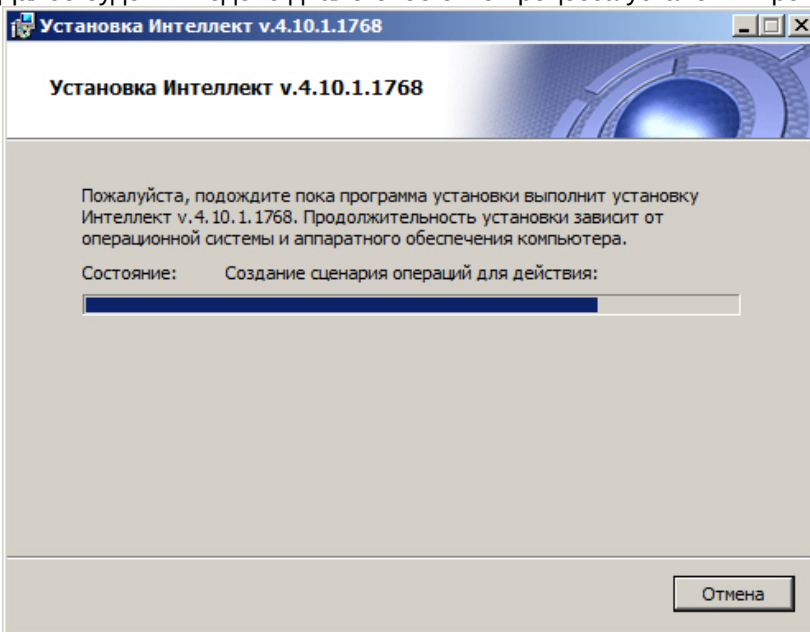 Установка Интеллект v.4.10.1.1768
Установка Интеллект v.4.10.1.1768
Пожалуйста, подождите пока программа установки выполнит установку
Интеллект v.4.10.1.1768. Продолжительность установки зависит от
операционной системы и аппаратного обеспечения компьютера.
Состояние: Создание сценария операций для действия:
Отмена